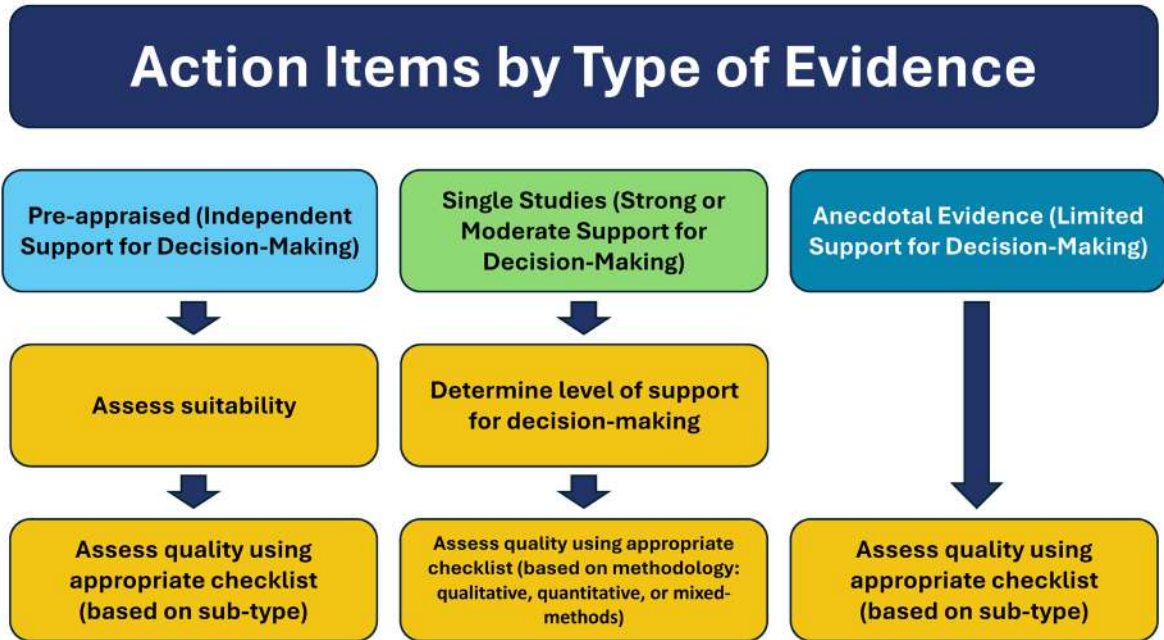 Action Items by Type of Evidence
Pre-appraised (Independent
Support for Decision-Making)
Assess suitability
Assess quality using
appropriate checklist
(based on sub-type)
Single Studies (Strong or
Moderate Support for
Decision-Making)
Determine level of support
for decision-making
Assess quality using appropriate
checklist (based on methodology:
qualitative, quantitative, or mixed-
methods)
Anecdotal Evidence (Limited
Support for Decision-Making)
Assess quality using
appropriate checklist
(based on sub-type)